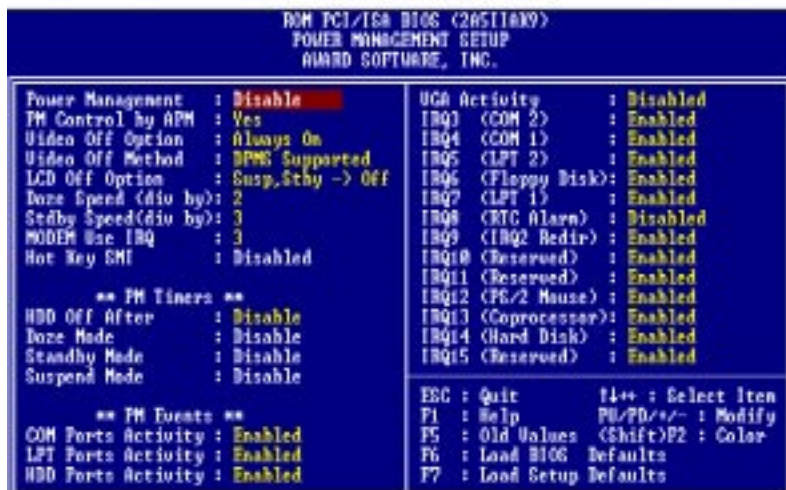 ROM PCI/ISA BIOS (2A5IIAK9)
POWER MANAGEMENT SETUP
AWARD SOFTWARE, INC.
Power Management : Disable
PM Control by APM : Yes
Video Off Option : Always On
Video Off Method : DPMS Supported
LCD Off Option : Susp,Stby -> Off
Doze Speed (div by): 2
Stdby Speed(div by): 3
MODEM Use IRQ : 3
Hot Key SMI : Disabled
** PM Timers **
HDD Off After : Disable
Doze Mode : Disable
Standby Mode : Disable
Suspend Mode : Disable
** PM Events **
COM Ports Activity : Enabled
LPT Ports Activity : Enabled
HDD Ports Activity : Enabled
VGA Activity : Disabled
IRQ3 (COM 2) : Enabled
IRQ4 (COM 1) : Enabled
IRQ5 (LPT 2) : Enabled
IRQ6 (Floppy Disk): Enabled
IRQ7 (LPT 1) : Enabled
IRQ8 (RTC Alarm) : Disabled
IRQ9 (IRQ2 Redir) : Enabled
IRQ10 (Reserved) : Enabled
IRQ11 (Reserved) : Enabled
IRQ12 (PS/2 Mouse) : Enabled
IRQ13 (Coprocessor): Enabled
IRQ14 (Hard Disk) : Enabled
IRQ15 (Reserved) : Enabled
ESC : Quit ↑↓→← : Select Item
F1 : Help PU/PD/+/- : Modify
F5 : Old Values (Shift)F2 : Color
F6 : Load BIOS Defaults
F7 : Load Setup Defaults